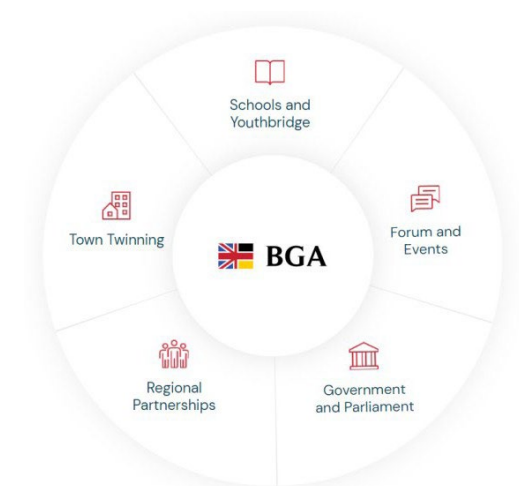 Schools and
Youthbridge
Forum and
Events
Town Twinning
BGA
Regional
Partnerships
Government
and Parliament